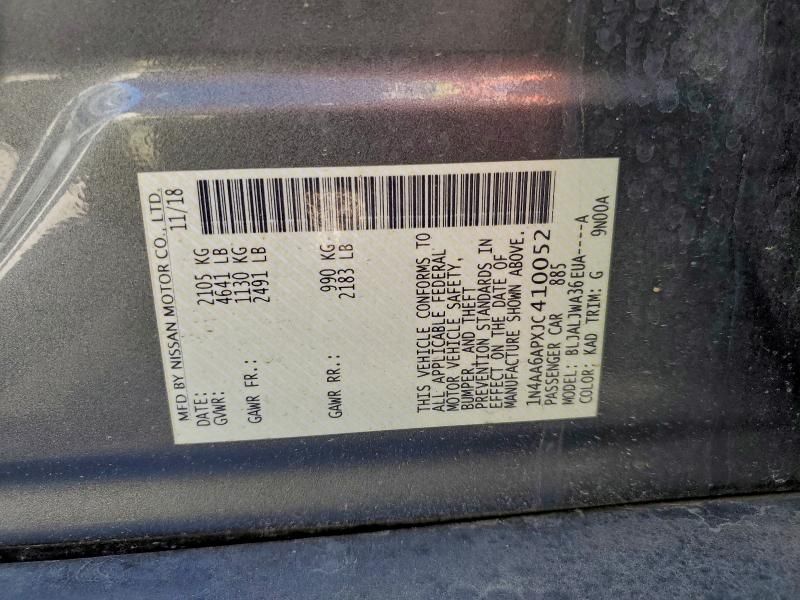 MFD BY NISSAN MOTOR CO., LTD.
DATE: 11/18
GVWR: 2105 KG
4641 LB
GAWR FR.: 1130 KG
2491 LB
GAWR RR.: 990 KG
2183 LB
THIS VEHICLE CONFORMS TO
ALL APPLICABLE FEDERAL
MOTOR VEHICLE SAFETY,
BUMPER, AND THEFT
PREVENTION STANDARDS IN
EFFECT ON THE DATE OF
MANUFACTURE SHOWN ABOVE.
1N4AA6APXJC410052
PASSENGER CAR 885
MODEL: BLJALJWA36EUA----A
COLOR: KAD TRIM: G 9N00A